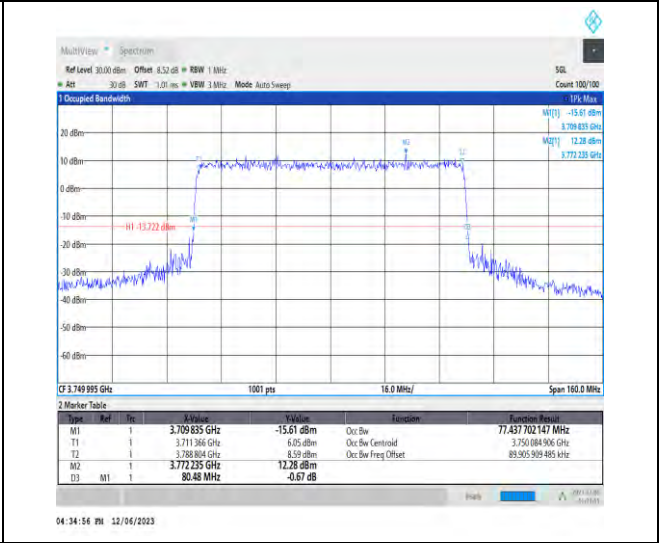 MultiView Spectrum
Ref Level 30.00 dBm Offset 8.52 dB RBW 1 MHz SGL
Att 30 dB SWT 1.01 ms VBW 3 MHz Mode Auto Sweep Count 100/100
1 Occupied Bandwidth 1Pk Max
M1[1] -15.61 dBm
3.709 835 GHz
M2[1] 12.28 dBm
3.772 235 GHz
20 dBm
M2
T1 T2
10 dBm
0 dBm
-10 dBm
M1
H1 -13.722 dBm
D3
-20 dBm
-30 dBm
-40 dBm
-50 dBm
-60 dBm
CF 3.749 995 GHz 1001 pts 16.0 MHz/ Span 160.0 MHz
2 Marker Table
Type Ref Trc X-Value Y-Value Function Function Result
M1 1 3.709 835 GHz -15.61 dBm Occ Bw 77.437 702 147 MHz
T1 1 3.711 366 GHz 6.05 dBm Occ Bw Centroid 3.750 084 906 GHz
T2 1 3.788 804 GHz 8.59 dBm Occ Bw Freq Offset 89.905 909 485 kHz
M2 1 3.772 235 GHz 12.28 dBm
D3 M1 1 80.48 MHz -0.67 dB
04:34:56 PM 12/06/2023